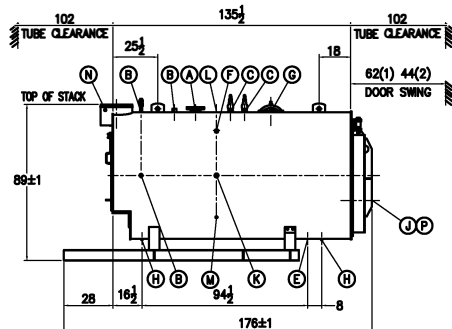 102 135½ 102
TUBE CLEARANCE TUBE CLEARANCE
25½ 18
62(1) 44(2)
DOOR SWING
N B B A L F C C G
TOP OF STACK
89±1
J P
H B M K E H
28 16½ 94½ 8
176±1